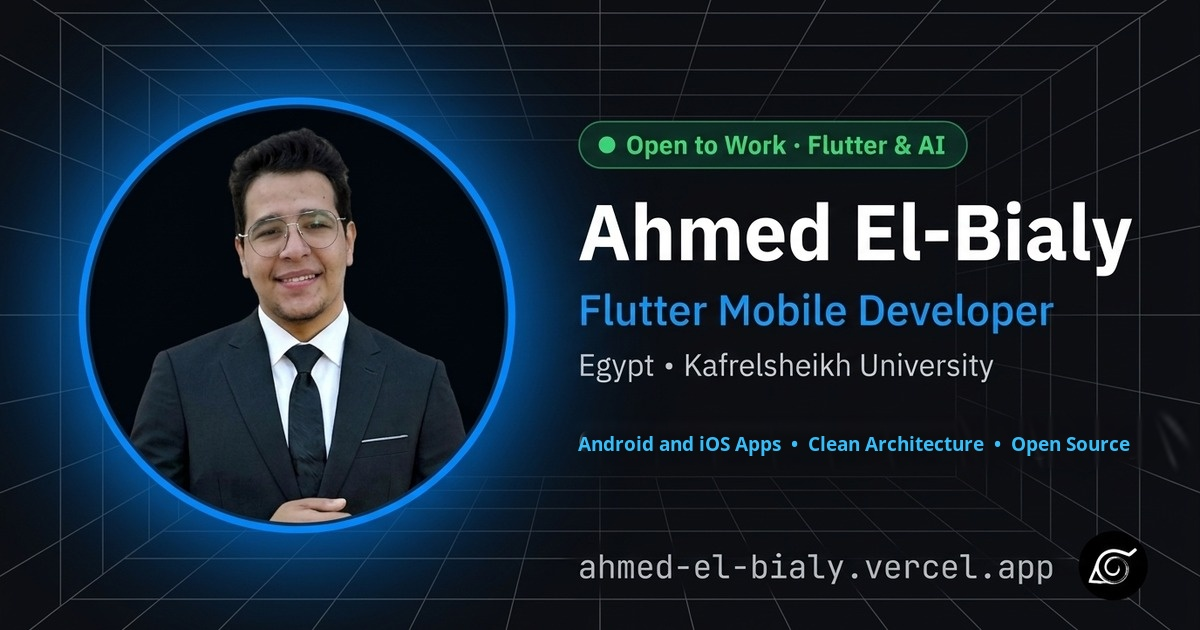 Open to Work · Flutter & AI
Ahmed El-Bialy
Flutter Mobile Developer
Egypt • Kafrelsheikh University
Android and iOS Apps • Clean Architecture • Open Source
ahmed-el-bialy.vercel.app